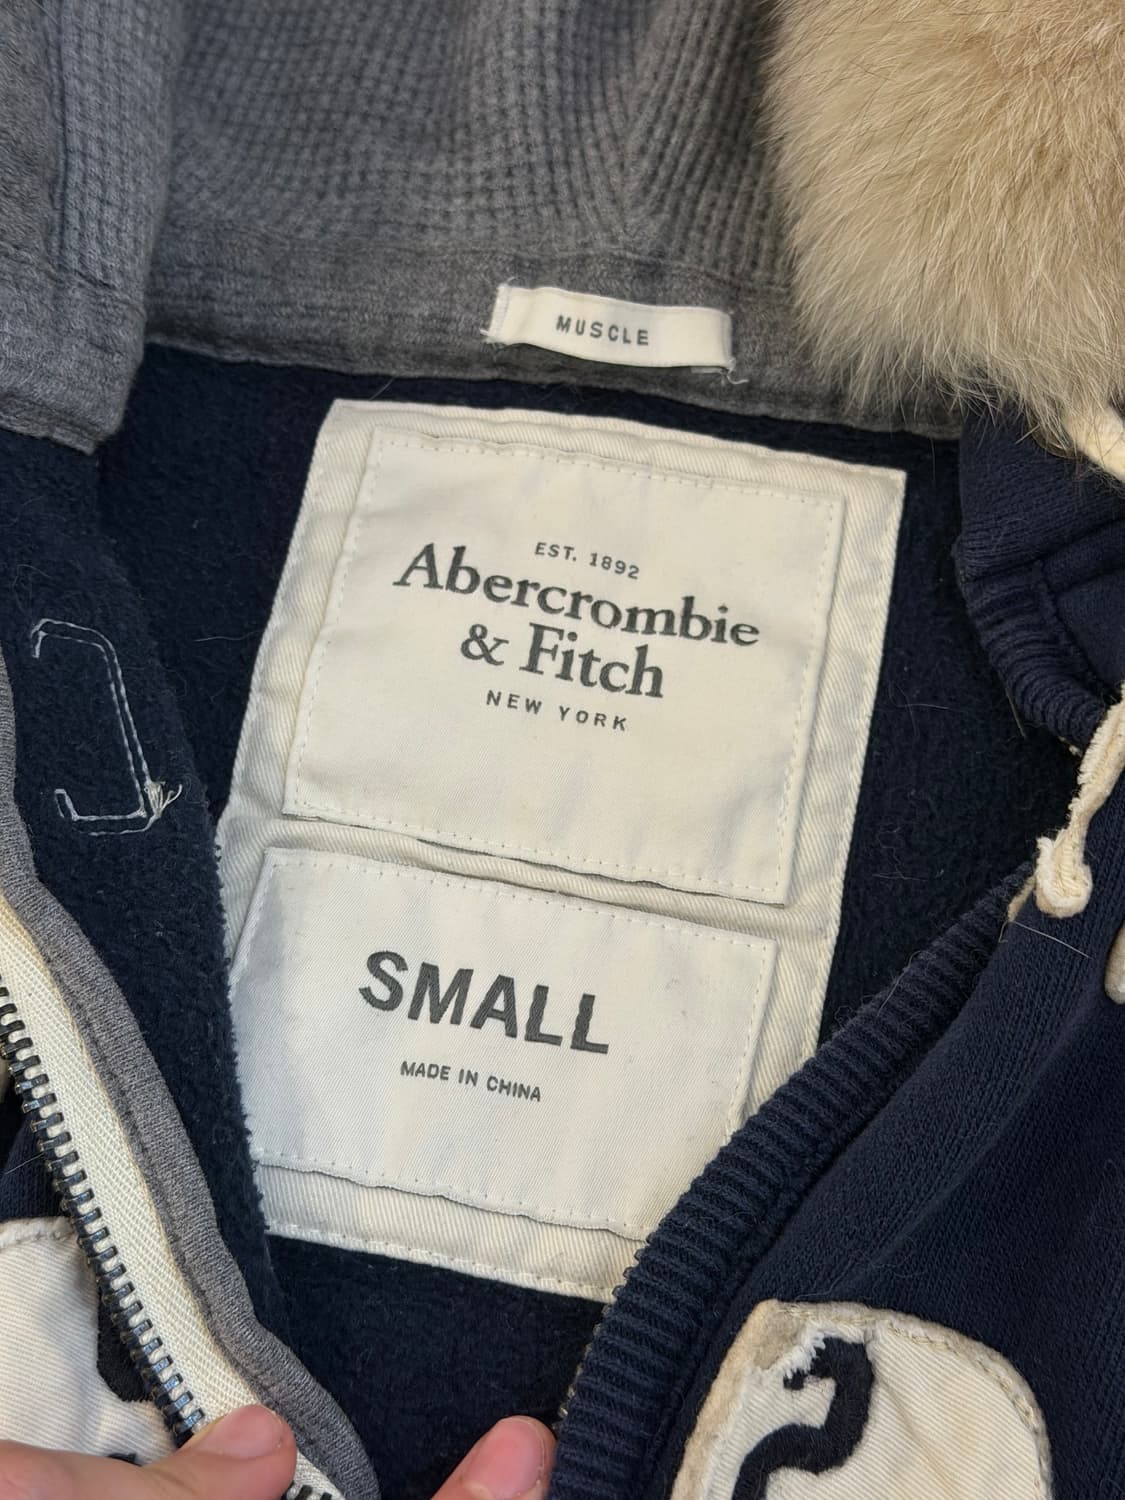 MUSCLE
EST. 1892
Abercrombie
& Fitch
NEW YORK
SMALL
MADE IN CHINA